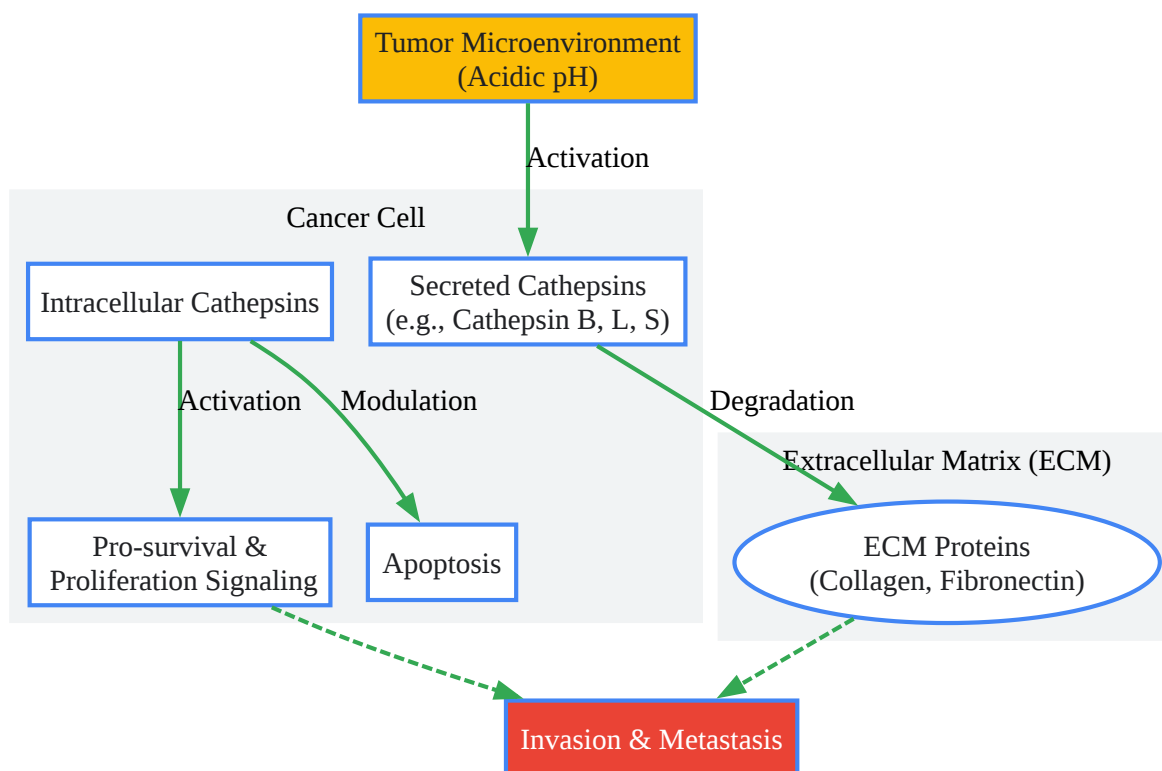 Tumor Microenvironment
(Acidic pH)
Activation
Cancer Cell
Intracellular Cathepsins
Secreted Cathepsins
(e.g., Cathepsin B, L, S)
Activation
Modulation
Degradation
Extracellular Matrix (ECM)
Pro-survival &
Proliferation Signaling
Apoptosis
ECM Proteins
(Collagen, Fibronectin)
Invasion & Metastasis